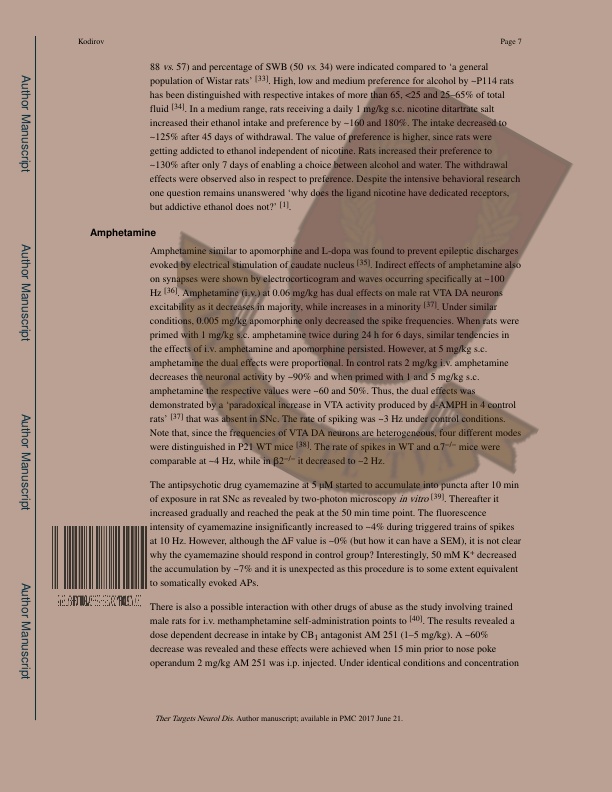 Kodirov
Page 7
88 vs. 57) and percentage of SWB (50 vs. 34) were indicated compared to ‘a general
population of Wistar rats’ [33]. High, low and medium preference for alcohol by ~P114 rats
has been distinguished with respective intakes of more than 65, <25 and 25–65% of total
fluid [34]. In a medium range, rats receiving a daily 1 mg/kg s.c. nicotine ditartrate salt
increased their ethanol intake and preference by ~160 and 180%. The intake decreased to
~125% after 45 days of withdrawal. The value of preference is higher, since rats were
getting addicted to ethanol independent of nicotine. Rats increased their preference to
~130% after only 7 days of enabling a choice between alcohol and water. The withdrawal
effects were observed also in respect to preference. Despite the intensive behavioral research
one question remains unanswered ‘why does the ligand nicotine have dedicated receptors,
but addictive ethanol does not?’ [1].
Amphetamine
Amphetamine similar to apomorphine and L-dopa was found to prevent epileptic discharges
evoked by electrical stimulation of caudate nucleus [35]. Indirect effects of amphetamine also
on synapses were shown by electrocorticogram and waves occurring specifically at ~100
Hz [36]. Amphetamine (i.v.) at 0.06 mg/kg has dual effects on male rat VTA DA neurons
excitability as it decreases in majority, while increases in a minority [37]. Under similar
conditions, 0.005 mg/kg apomorphine only decreased the spike frequencies. When rats were
primed with 1 mg/kg s.c. amphetamine twice during 24 h for 6 days, similar tendencies in
the effects of i.v. amphetamine and apomorphine persisted. However, at 5 mg/kg s.c.
amphetamine the dual effects were proportional. In control rats 2 mg/kg i.v. amphetamine
decreases the neuronal activity by ~90% and when primed with 1 and 5 mg/kg s.c.
amphetamine the respective values were ~60 and 50%. Thus, the dual effects was
demonstrated by a ‘paradoxical increase in VTA activity produced by d-AMPH in 4 control
rats’ [37] that was absent in SNc. The rate of spiking was ~3 Hz under control conditions.
Note that, since the frequencies of VTA DA neurons are heterogeneous, four different modes
were distinguished in P21 WT mice [38]. The rate of spikes in WT and α7−/− mice were
comparable at ~4 Hz, while in β2−/− it decreased to ~2 Hz.
The antipsychotic drug cyamemazine at 5 μM started to accumulate into puncta after 10 min
of exposure in rat SNc as revealed by two-photon microscopy in vitro [39]. Thereafter it
increased gradually and reached the peak at the 50 min time point. The fluorescence
intensity of cyamemazine insignificantly increased to ~4% during triggered trains of spikes
at 10 Hz. However, although the ΔF value is ~0% (but how it can have a SEM), it is not clear
why the cyamemazine should respond in control group? Interestingly, 50 mM K+ decreased
the accumulation by ~7% and it is unexpected as this procedure is to some extent equivalent
to somatically evoked APs.
There is also a possible interaction with other drugs of abuse as the study involving trained
male rats for i.v. methamphetamine self-administration points to [40]. The results revealed a
dose dependent decrease in intake by CB1 antagonist AM 251 (1–5 mg/kg). A ~60%
decrease was revealed and these effects were achieved when 15 min prior to nose poke
operandum 2 mg/kg AM 251 was i.p. injected. Under identical conditions and concentration
Ther Targets Neurol Dis. Author manuscript; available in PMC 2017 June 21.
Author Manuscript
Author Manuscript
Author Manuscript
Author Manuscript